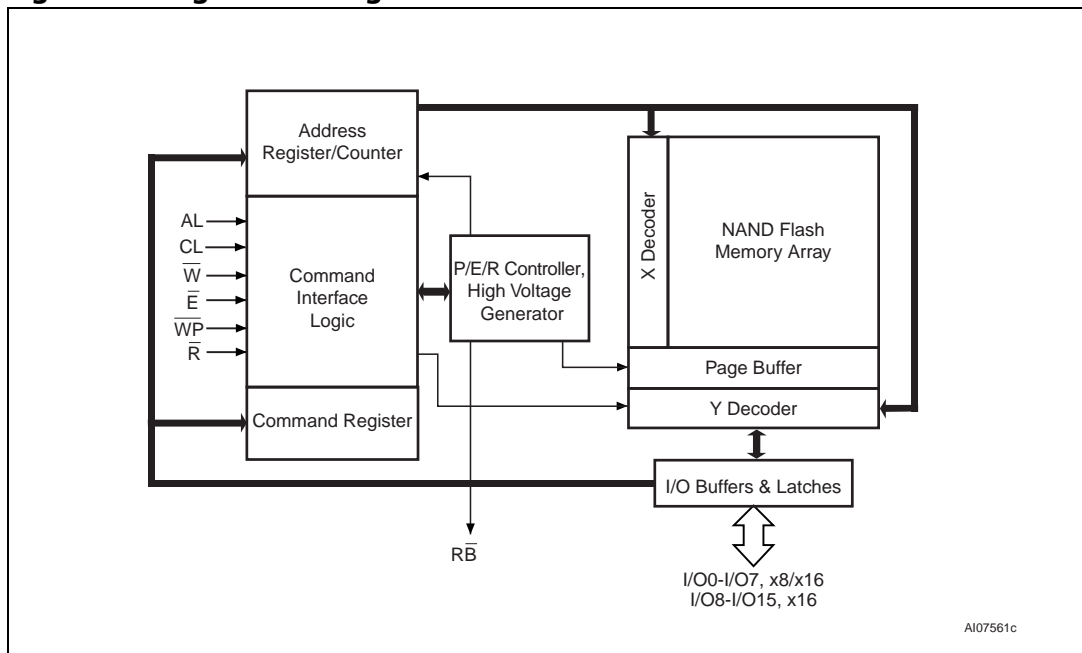 Address
Register/Counter
AL
CL
W̅
E̅
W̅P̅
R̅
Command
Interface
Logic
Command Register
P/E/R Controller,
High Voltage
Generator
RB̅
X Decoder
NAND Flash
Memory Array
Page Buffer
Y Decoder
I/O Buffers & Latches
I/O0-I/O7, x8/x16
I/O8-I/O15, x16
AI07561c